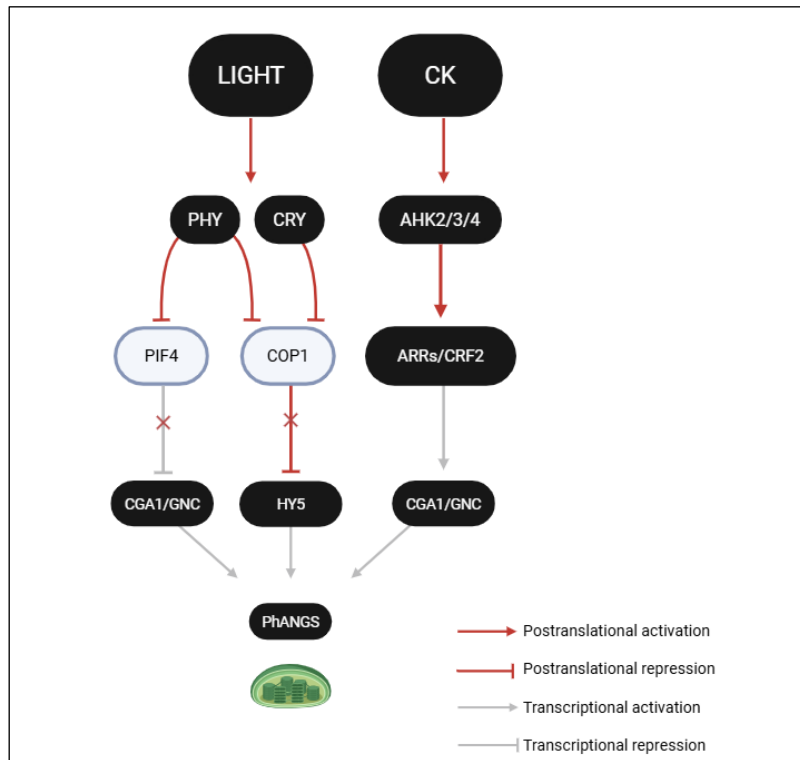 LIGHT
CK
PHY
CRY
AHK2/3/4
PIF4
COP1
ARRs/CRF2
CGA1/GNC
HY5
CGA1/GNC
PhANGS
Postranslational activation
Postranslational repression
Transcriptional activation
Transcriptional repression